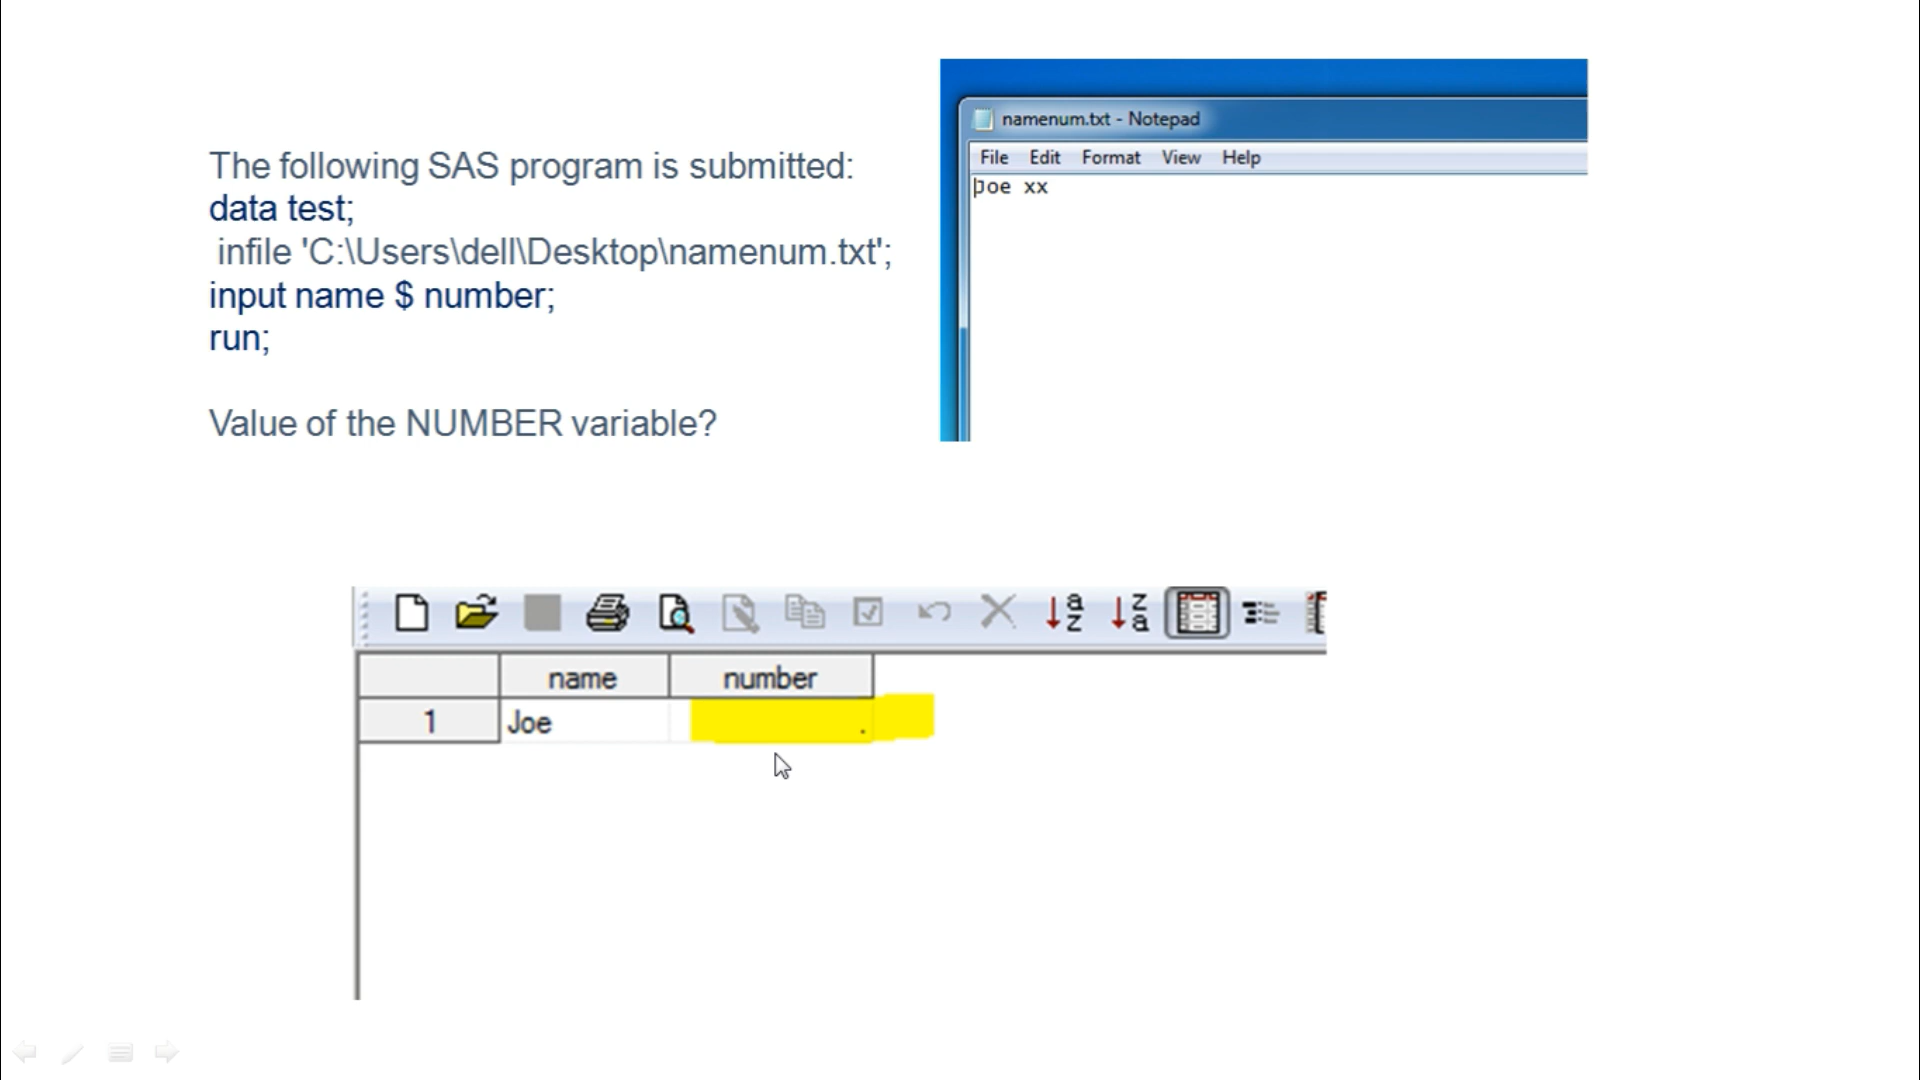 The following SAS program is submitted:
data test;
infile 'C:\Users\dell\Desktop\namenum.txt';
input name $ number;
run;
Value of the NUMBER variable?
namenum.txt - Notepad
File Edit Format View Help
Joe xx
name number
1 Joe .